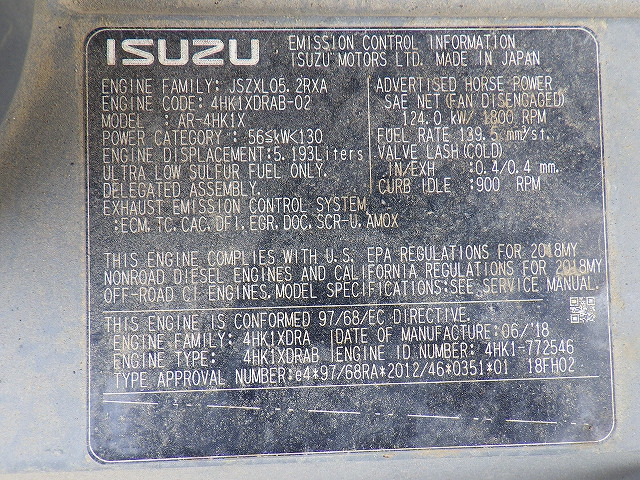 ISUZU
EMISSION CONTROL INFORMATION
ISUZU MOTORS LTD. MADE IN JAPAN
ENGINE FAMILY: JSZXL05.2RXA
ENGINE CODE: 4HK1XDRAB-02
MODEL : AR-4HK1X
POWER CATEGORY : 56≤kW<130
ENGINE DISPLACEMENT:5.193Liters
ULTRA LOW SULFUR FUEL ONLY.
DELEGATED ASSEMBLY.
EXHAUST EMISSION CONTROL SYSTEM
:ECM,TC,CAC,DFI,EGR,DOC,SCR-U,AMOX
ADVERTISED HORSE POWER
SAE NET(FAN DISENGAGED)
124.0 kW/ 1800 RPM
FUEL RATE 139.5 mm³/st.
VALVE LASH(COLD)
IN/EXH :0.4/0.4 mm.
CURB IDLE :900 RPM
THIS ENGINE COMPLIES WITH U.S. EPA REGULATIONS FOR 2018MY
NONROAD DIESEL ENGINES AND CALIFORNIA REGULATIONS FOR 2018MY
OFF-ROAD CI ENGINES.MODEL SPECIFICATIONS:SEE SERVICE MANUAL.
THIS ENGINE IS CONFORMED 97/68/EC DIRECTIVE.
ENGINE FAMILY: 4HK1XDRA DATE OF MANUFACTURE:06/'18
ENGINE TYPE: 4HK1XDRAB ENGINE ID NUMBER: 4HK1-772546
TYPE APPROVAL NUMBER:e4*97/68RA*2012/46*0351*01 18FH02